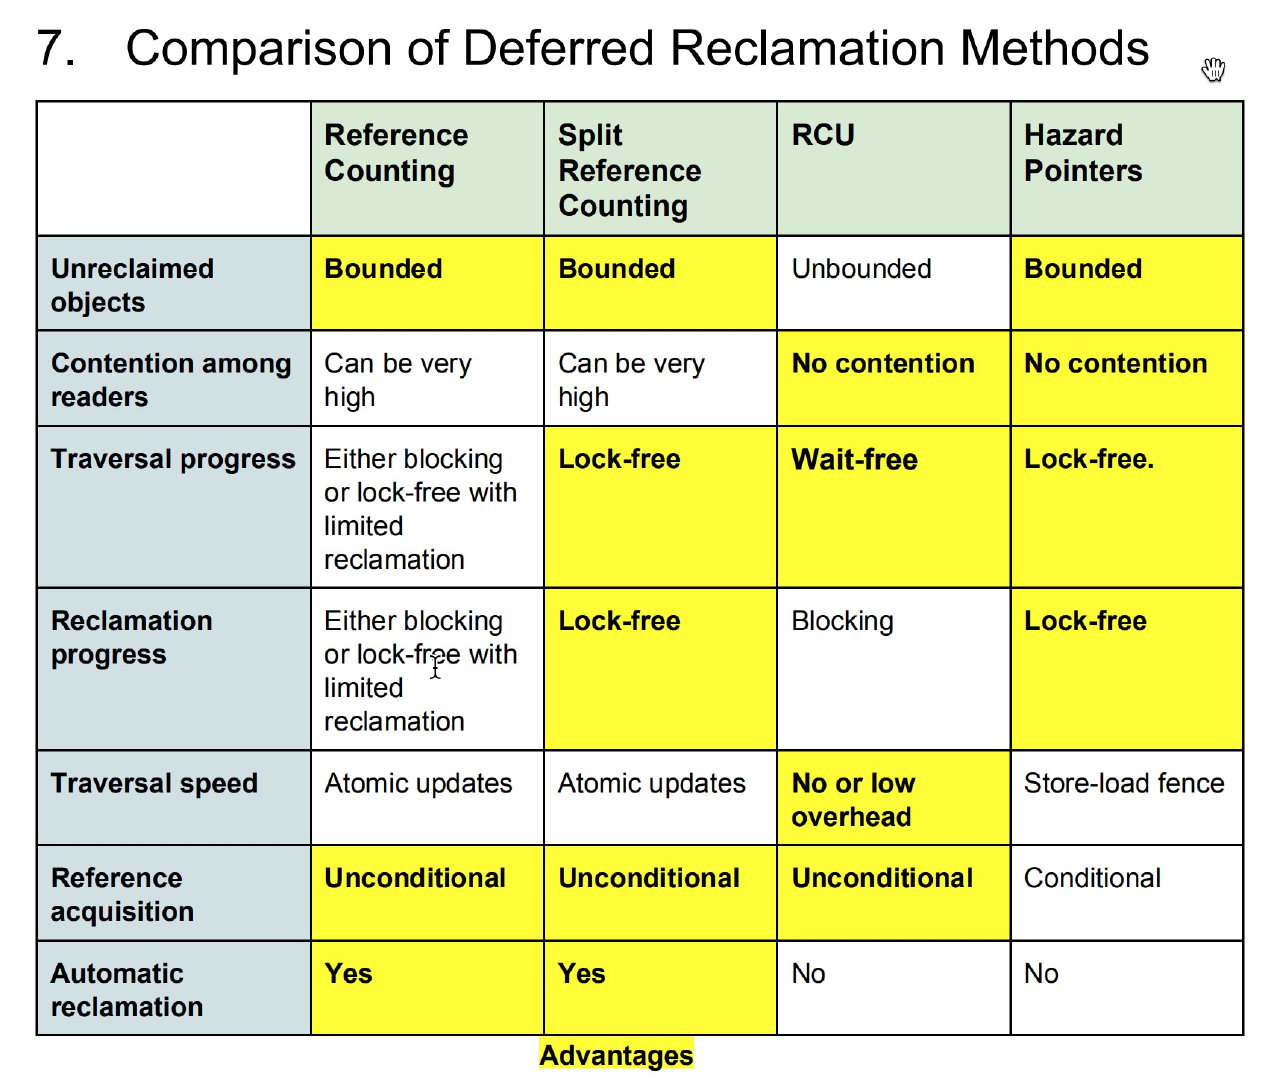 7. Comparison of Deferred Reclamation Methods
Reference
Counting
Split
Reference
Counting
RCU
Hazard
Pointers
Unreclaimed
objects
Bounded
Bounded
Unbounded
Bounded
Contention among
readers
Can be very
high
Can be very
high
No contention
No contention
Traversal progress
Either blocking
or lock-free with
limited
reclamation
Lock-free
Wait-free
Lock-free.
Reclamation
progress
Either blocking
or lock-free with
limited
reclamation
Lock-free
Blocking
Lock-free
Traversal speed
Atomic updates
Atomic updates
No or low
overhead
Store-load fence
Reference
acquisition
Unconditional
Unconditional
Unconditional
Conditional
Automatic
reclamation
Yes
Yes
No
No
Advantages